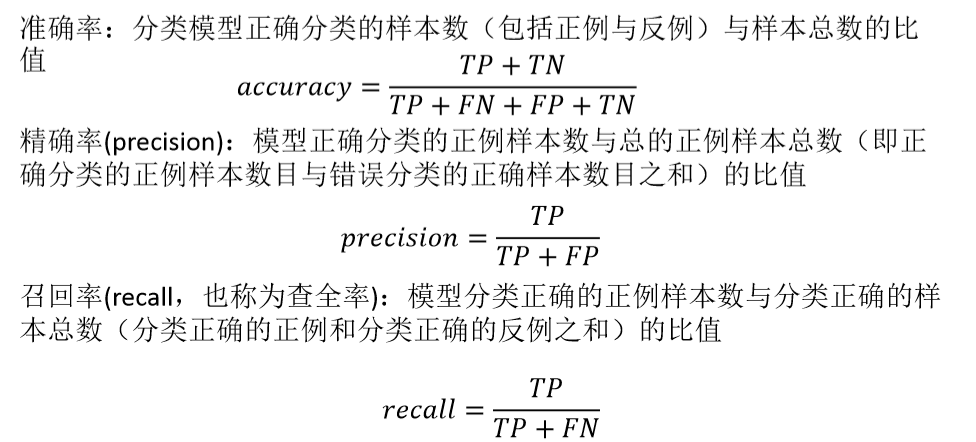 准确率：分类模型正确分类的样本数（包括正例与反例）与样本总数的比
值
accuracy = \frac{TP + TN}{TP + FN + FP + TN}
精确率(precision)：模型正确分类的正例样本数与总的正例样本总数（即正
确分类的正例样本数目与错误分类的正确样本数目之和）的比值
precision = \frac{TP}{TP + FP}
召回率(recall，也称为查全率)：模型分类正确的正例样本数与分类正确的样
本总数（分类正确的正例和分类正确的反例之和）的比值
recall = \frac{TP}{TP + FN}